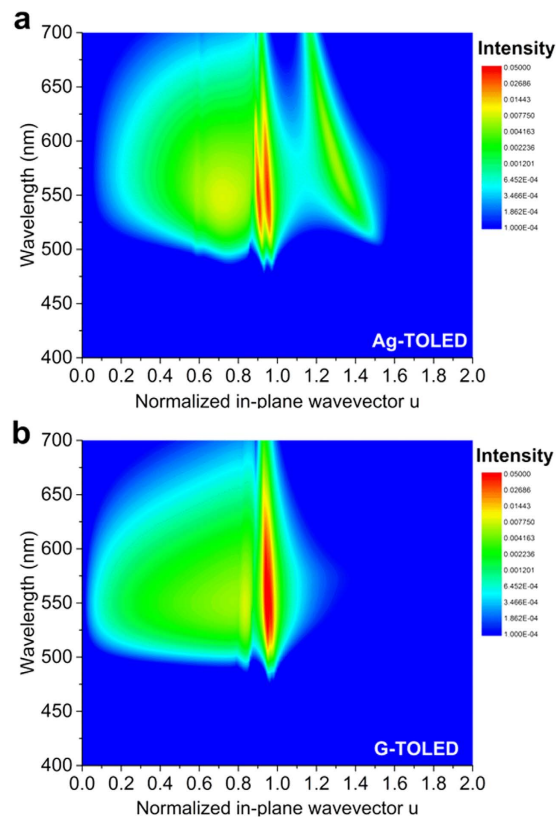 a
700
650
600
550
500
450
400
Wavelength (nm)
0.0 0.2 0.4 0.6 0.8 1.0 1.2 1.4 1.6 1.8 2.0
Normalized in-plane wavevector u
Ag-TOLED
Intensity
0.05000
0.02686
0.01443
0.007750
0.004163
0.002236
0.001201
6.452E-04
3.466E-04
1.862E-04
1.000E-04
b
700
650
600
550
500
450
400
Wavelength (nm)
0.0 0.2 0.4 0.6 0.8 1.0 1.2 1.4 1.6 1.8 2.0
Normalized in-plane wavevector u
G-TOLED
Intensity
0.05000
0.02686
0.01443
0.007750
0.004163
0.002236
0.001201
6.452E-04
3.466E-04
1.862E-04
1.000E-04